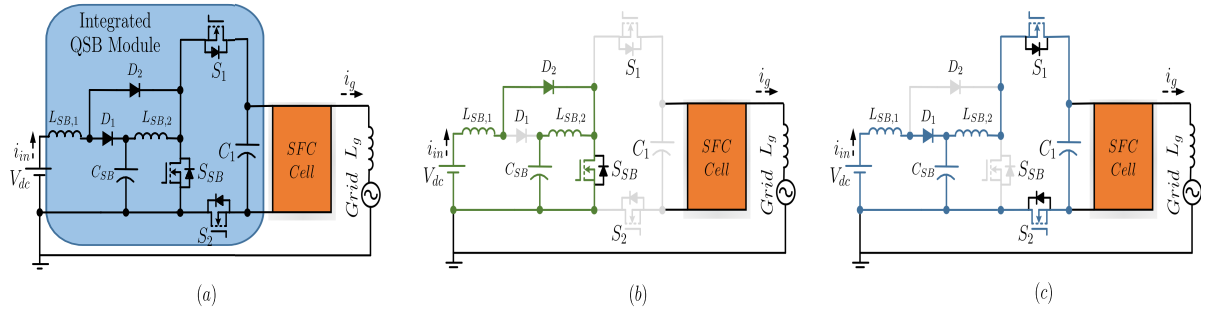 Integrated
QSB Module
S1
D2
ig
LSB,1
D1
LSB,2
iin
Vdc
CSB
SSB
C1
SFC
Cell
Grid Lg
S2
(a)
S1
D2
ig
LSB,1
D1
LSB,2
iin
Vdc
CSB
SSB
C1
SFC
Cell
Grid Lg
S2
(b)
S1
D2
ig
LSB,1
D1
LSB,2
iin
Vdc
CSB
SSB
C1
SFC
Cell
Grid Lg
S2
(c)